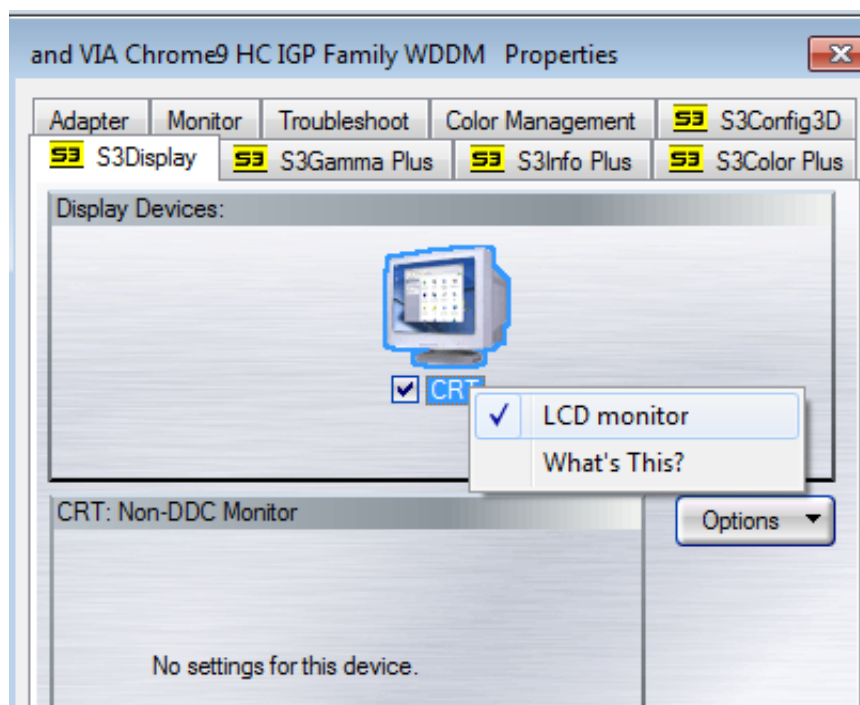 and VIA Chrome9 HC IGP Family WDDM Properties
Adapter Monitor Troubleshoot Color Management S3 S3Config3D
S3 S3Display S3 S3Gamma Plus S3 S3Info Plus S3 S3Color Plus
Display Devices:
CRT
LCD monitor
What's This?
CRT: Non-DDC Monitor
Options
No settings for this device.